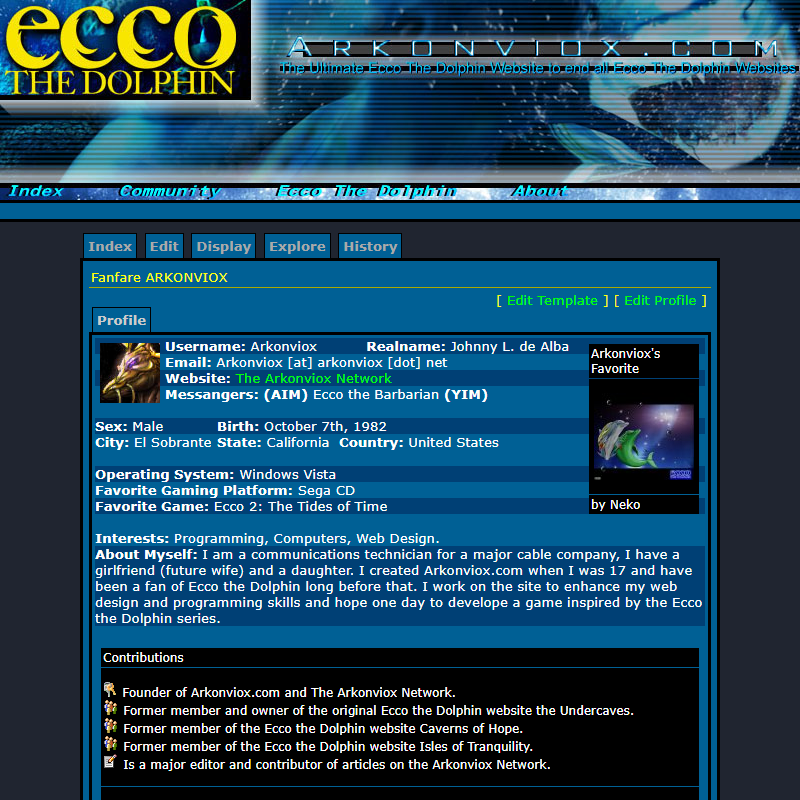 ecco
THE DOLPHIN
ARKONVIOX.COM
The Ultimate Ecco The Dolphin Website to end all Ecco The Dolphin Websites
Index Community Ecco The Dolphin About
Index Edit Display Explore History
Fanfare ARKONVIOX
[ Edit Template ] [ Edit Profile ]
Profile
Username: Arkonviox Realname: Johnny L. de Alba
Email: Arkonviox [at] arkonviox [dot] net
Website: The Arkonviox Network
Messangers: (AIM) Ecco the Barbarian (YIM)
Arkonviox's
Favorite
by Neko
Sex: Male Birth: October 7th, 1982
City: El Sobrante State: California Country: United States
Operating System: Windows Vista
Favorite Gaming Platform: Sega CD
Favorite Game: Ecco 2: The Tides of Time
Interests: Programming, Computers, Web Design.
About Myself: I am a communications technician for a major cable company, I have a
girlfriend (future wife) and a daughter. I created Arkonviox.com when I was 17 and have
been a fan of Ecco the Dolphin long before that. I work on the site to enhance my web
design and programming skills and hope one day to develope a game inspired by the Ecco
the Dolphin series.
Contributions
Founder of Arkonviox.com and The Arkonviox Network.
Former member and owner of the original Ecco the Dolphin website the Undercaves.
Former member of the Ecco the Dolphin website Caverns of Hope.
Former member of the Ecco the Dolphin website Isles of Tranquility.
Is a major editor and contributor of articles on the Arkonviox Network.